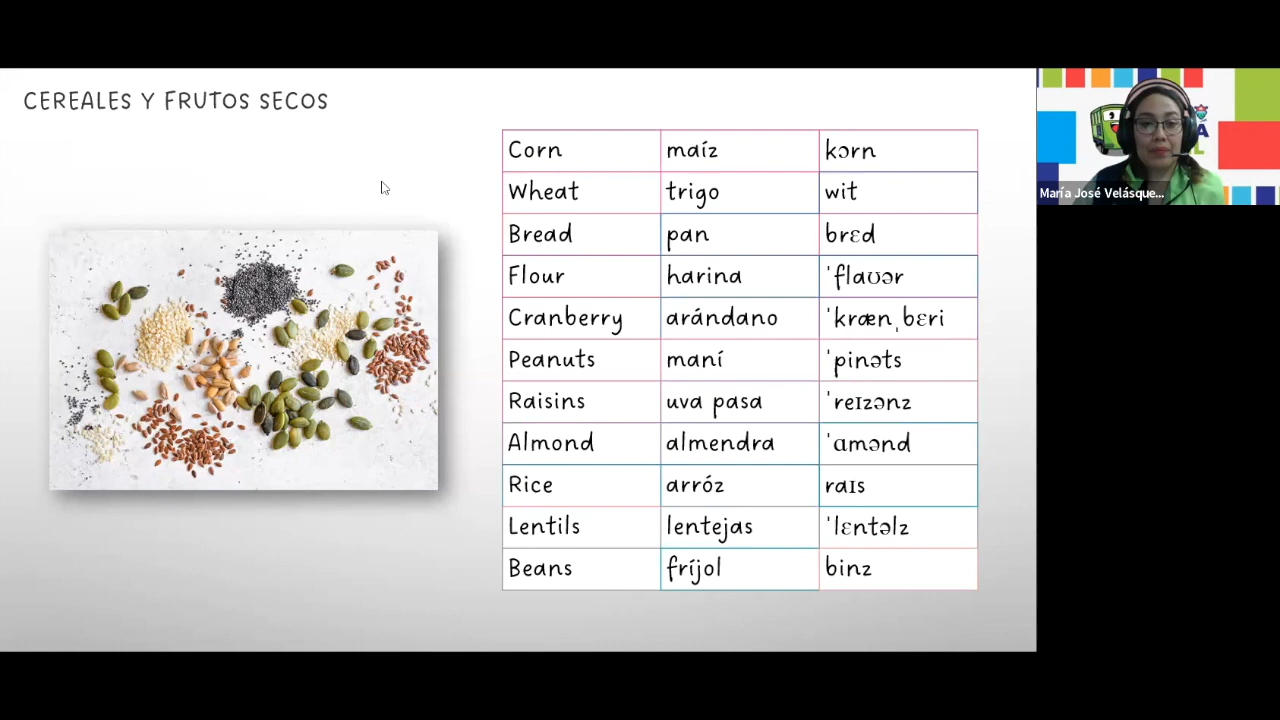 CEREALES Y FRUTOS SECOS
Corn maíz kɔrn
Wheat trigo wit
Bread pan brɛd
Flour harina ˈflaʊər
Cranberry arándano ˈkrænˌbɛri
Peanuts maní ˈpinəts
Raisins uva pasa ˈreɪzənz
Almond almendra ˈɑmənd
Rice arróz raɪs
Lentils lentejas ˈlɛntəlz
Beans fríjol binz
María José Velásque...